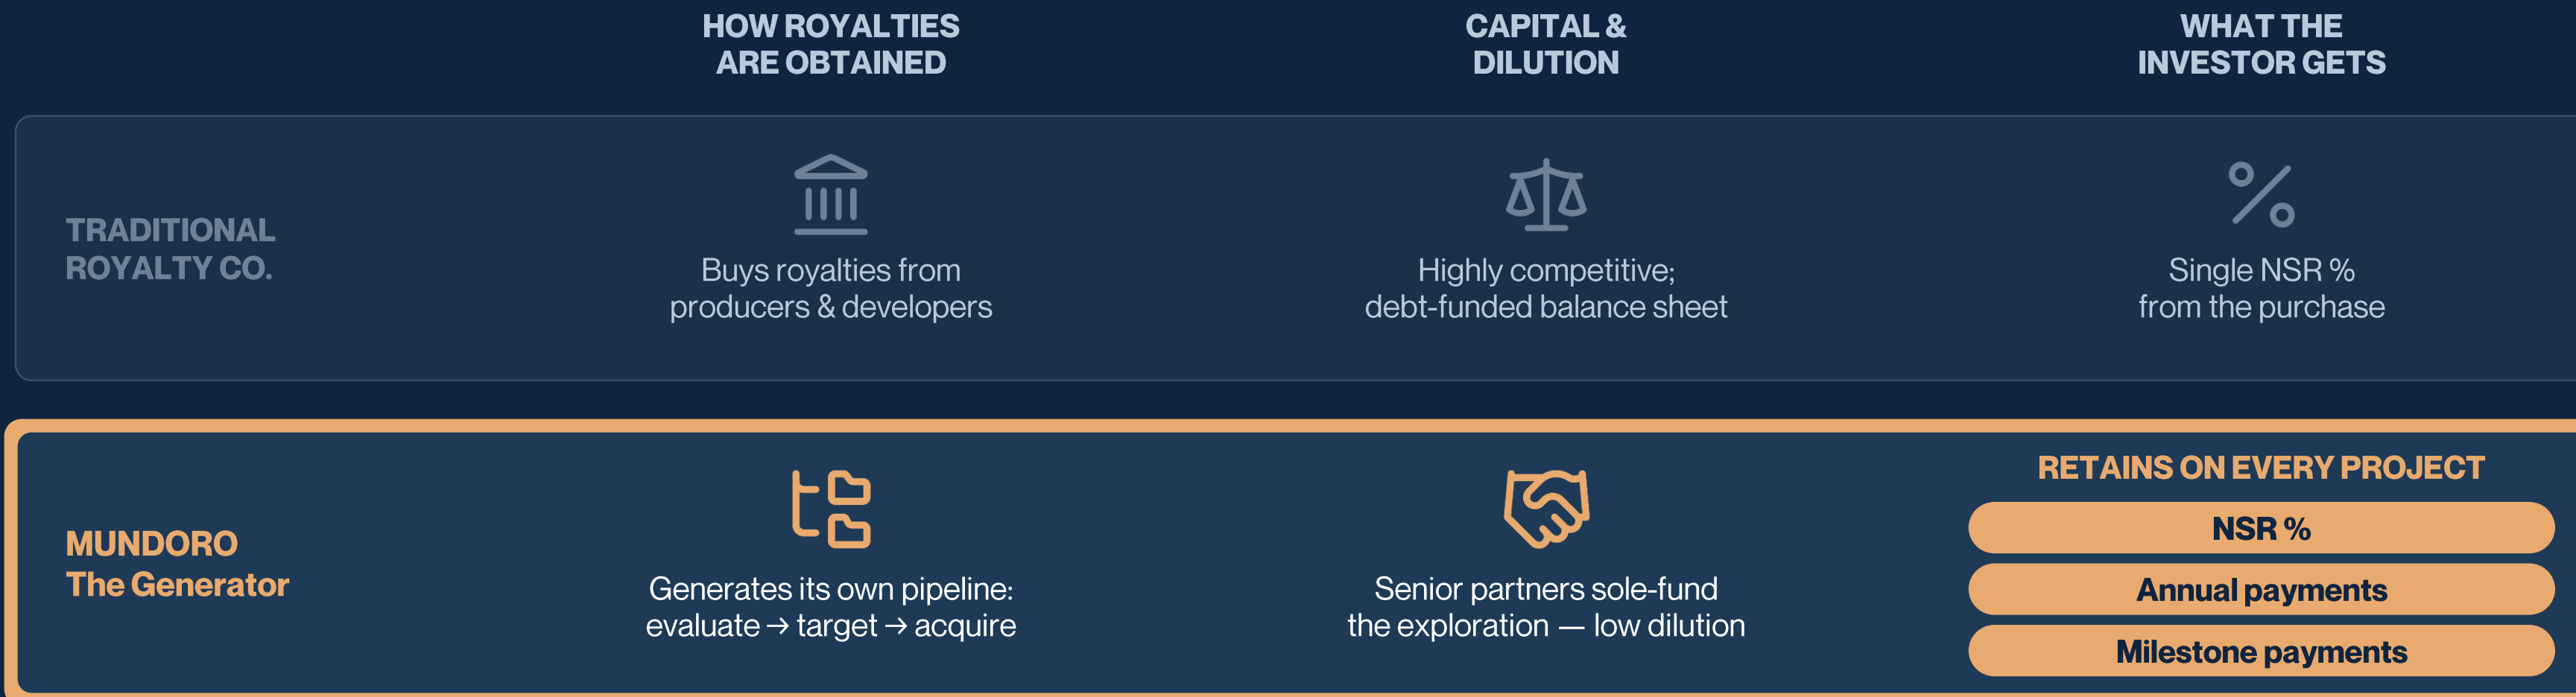 HOW ROYALTIES
ARE OBTAINED
CAPITAL &
DILUTION
WHAT THE
INVESTOR GETS
TRADITIONAL
ROYALTY CO.
Buys royalties from
producers & developers
Highly competitive;
debt-funded balance sheet
Single NSR %
from the purchase
MUNDORO
The Generator
Generates its own pipeline:
evaluate → target → acquire
Senior partners sole-fund
the exploration — low dilution
RETAINS ON EVERY PROJECT
NSR %
Annual payments
Milestone payments